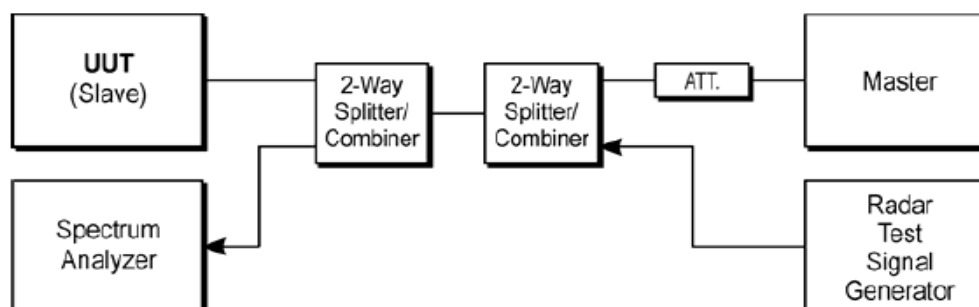 UUT
(Slave)
2-Way
Splitter/
Combiner
2-Way
Splitter/
Combiner
ATT.
Master
Spectrum
Analyzer
Radar
Test
Signal
Generator